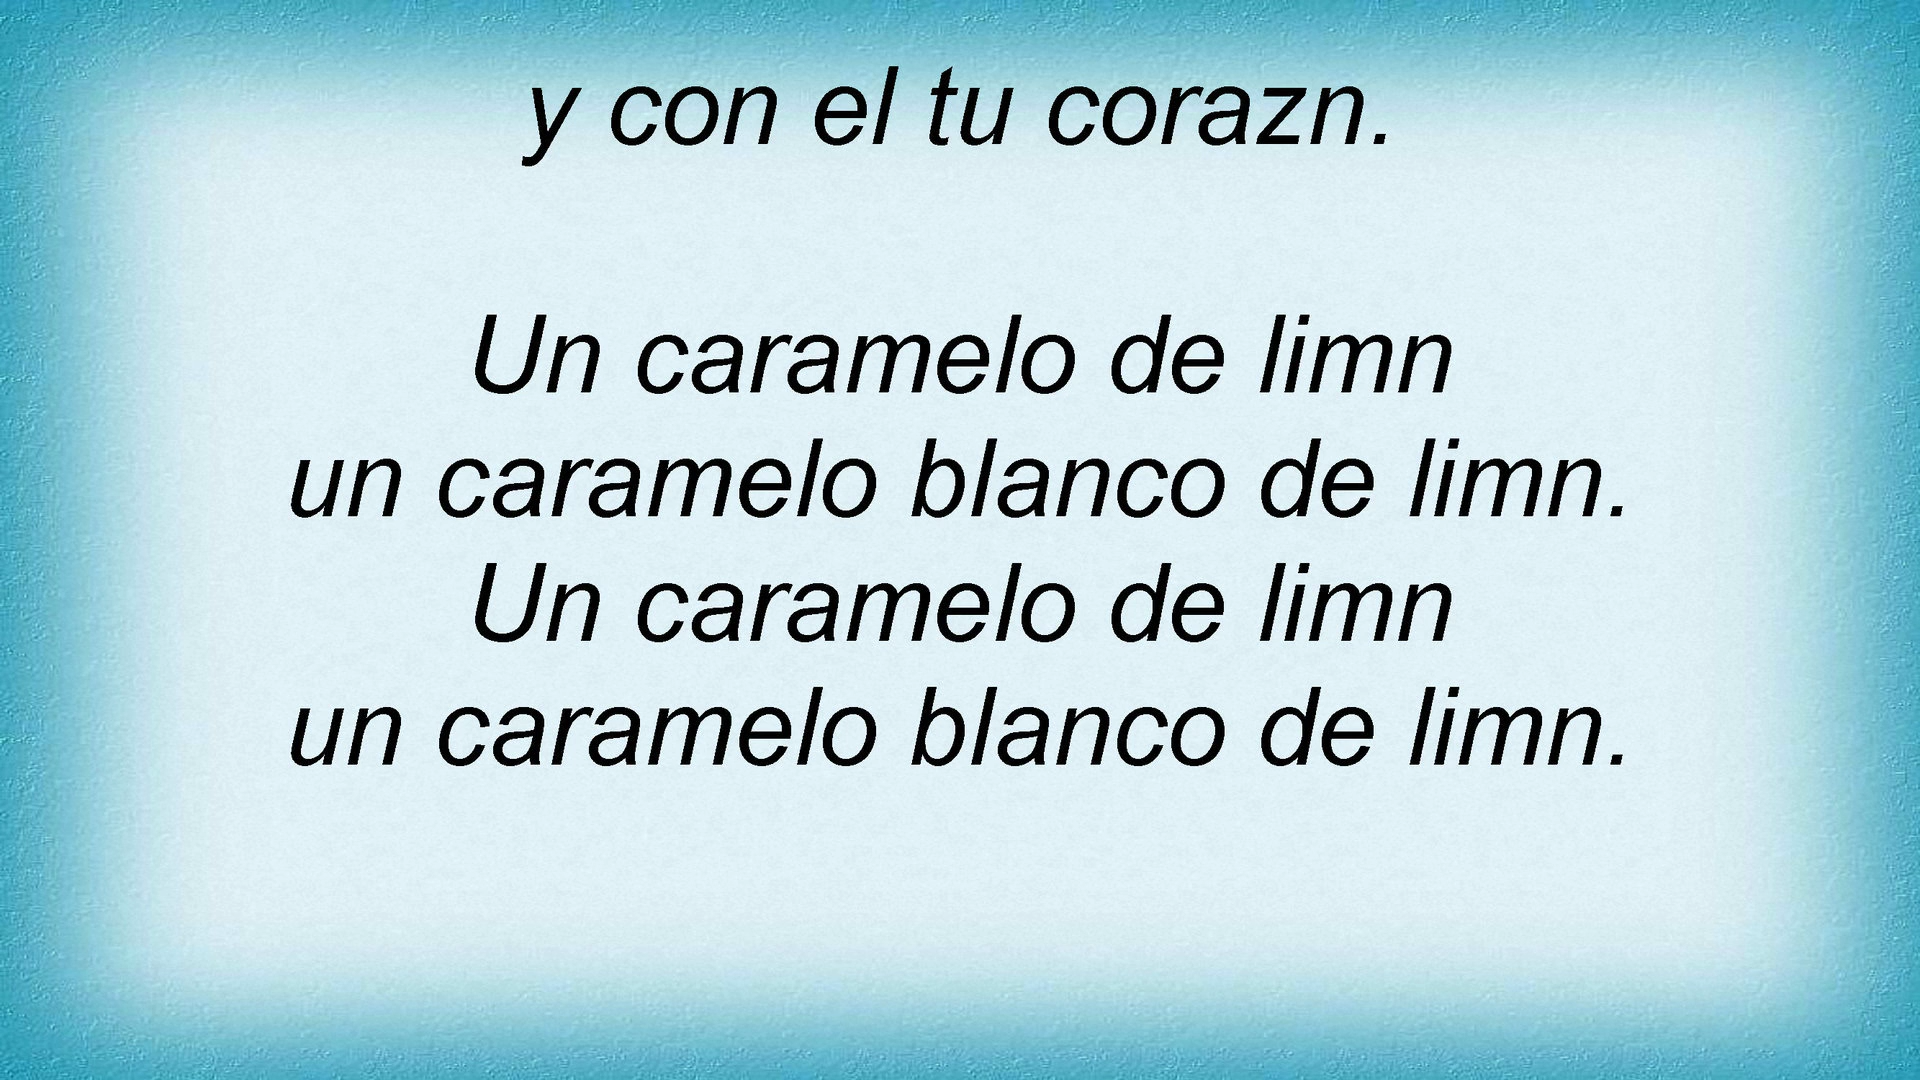 y con el tu corazn.
Un caramelo de limn
un caramelo blanco de limn.
Un caramelo de limn
un caramelo blanco de limn.